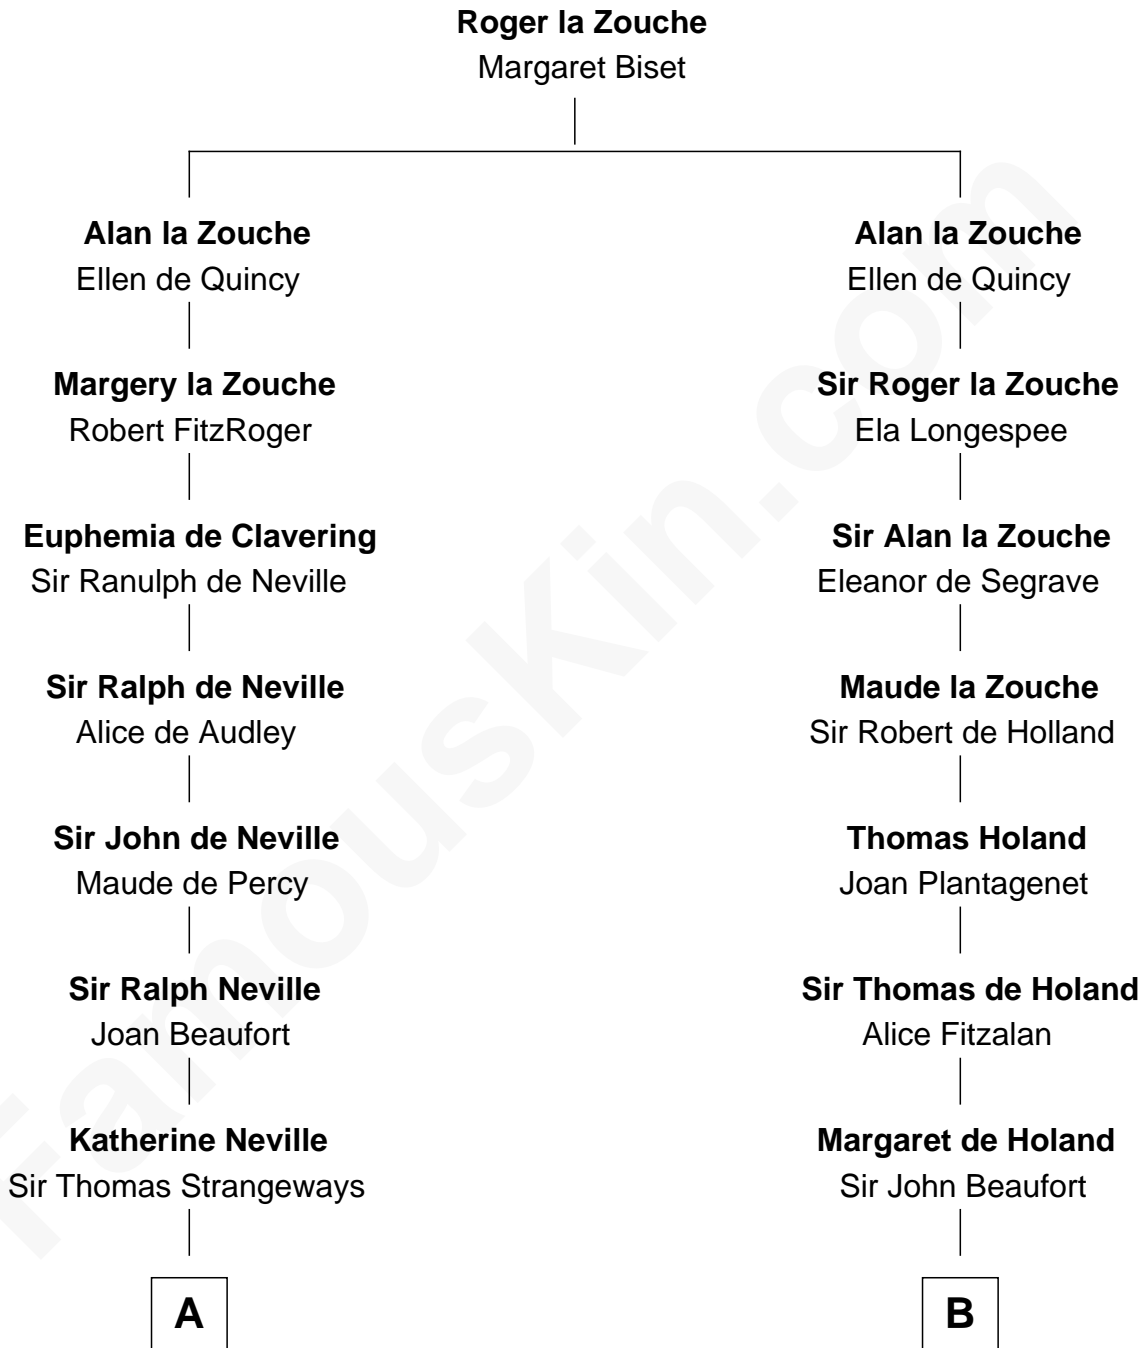 Roger la Zouche
Margaret Biset
Alan la Zouche
Ellen de Quincy
Margery la Zouche
Robert FitzRoger
Euphemia de Clavering
Sir Ranulph de Neville
Sir Ralph de Neville
Alice de Audley
Sir John de Neville
Maude de Percy
Sir Ralph Neville
Joan Beaufort
Katherine Neville
Sir Thomas Strangeways
A
Alan la Zouche
Ellen de Quincy
Sir Roger la Zouche
Ela Longespee
Sir Alan la Zouche
Eleanor de Segrave
Maude la Zouche
Sir Robert de Holland
Thomas Holand
Joan Plantagenet
Sir Thomas de Holand
Alice Fitzalan
Margaret de Holand
Sir John Beaufort
B
FamousKin.com